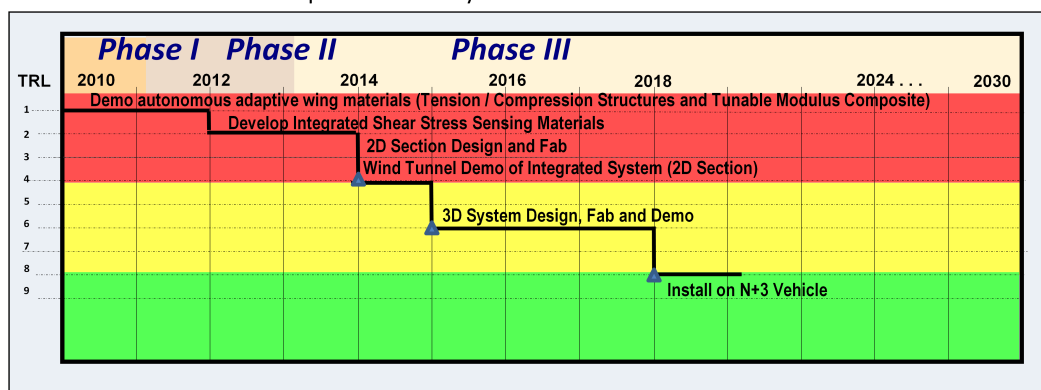 Phase I Phase II Phase III
TRL 2010 2012 2014 2016 2018 2024 . . . 2030
Demo autonomous adaptive wing materials (Tension / Compression Structures and Tunable Modulus Composite)
1
Develop Integrated Shear Stress Sensing Materials
2
2D Section Design and Fab
3
Wind Tunnel Demo of Integrated System (2D Section)
4
5
3D System Design, Fab and Demo
6
7
8
Install on N+3 Vehicle
9